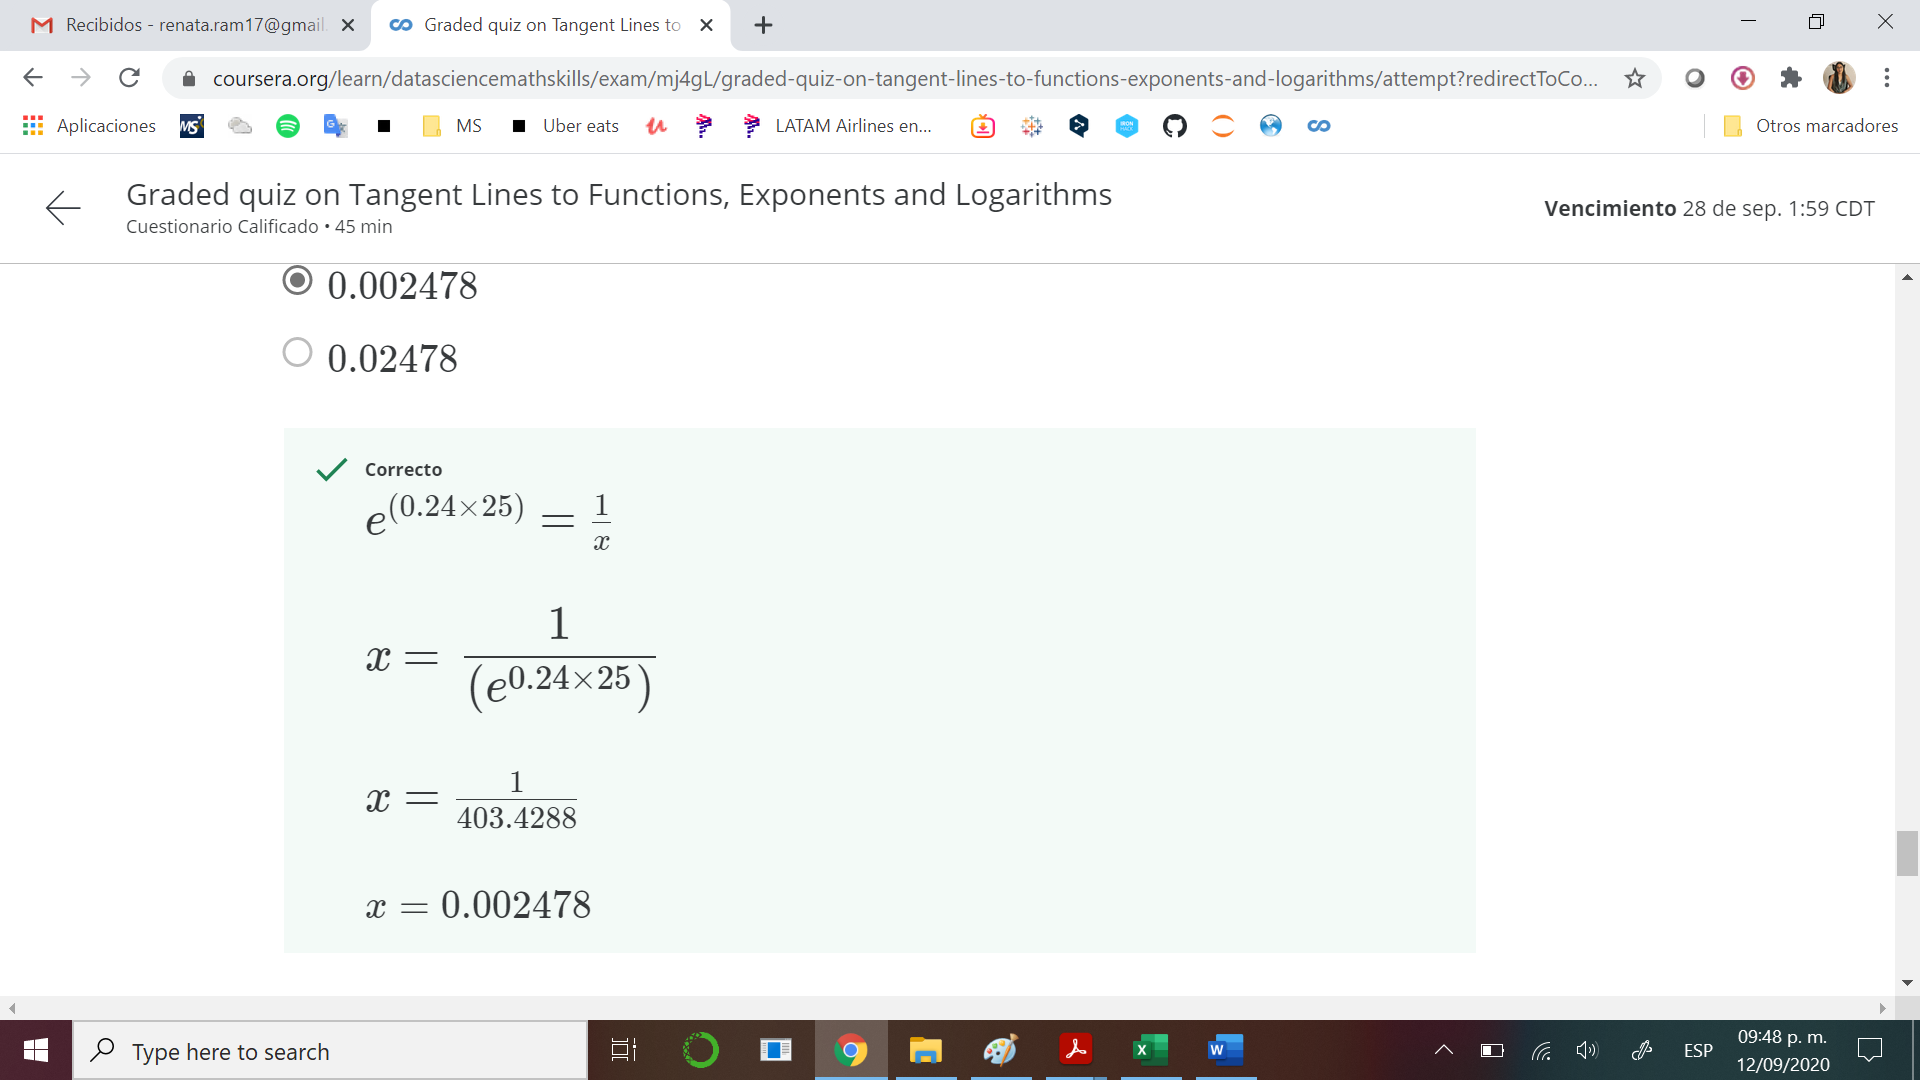 Recibidos - renata.ram17@gmail.
Graded quiz on Tangent Lines to
coursera.org/learn/datasciencemathskills/exam/mj4gL/graded-quiz-on-tangent-lines-to-functions-exponents-and-logarithms/attempt?redirectToCo...
Aplicaciones MS MS Uber eats LATAM Airlines en... Otros marcadores
Graded quiz on Tangent Lines to Functions, Exponents and Logarithms
Cuestionario Calificado • 45 min
Vencimiento 28 de sep. 1:59 CDT
0.002478
0.02478
Correcto
e^(0.24×25) = 1/x
x = 1/(e^0.24×25)
x = 1/403.4288
x = 0.002478
Type here to search
ESP
09:48 p. m.
12/09/2020